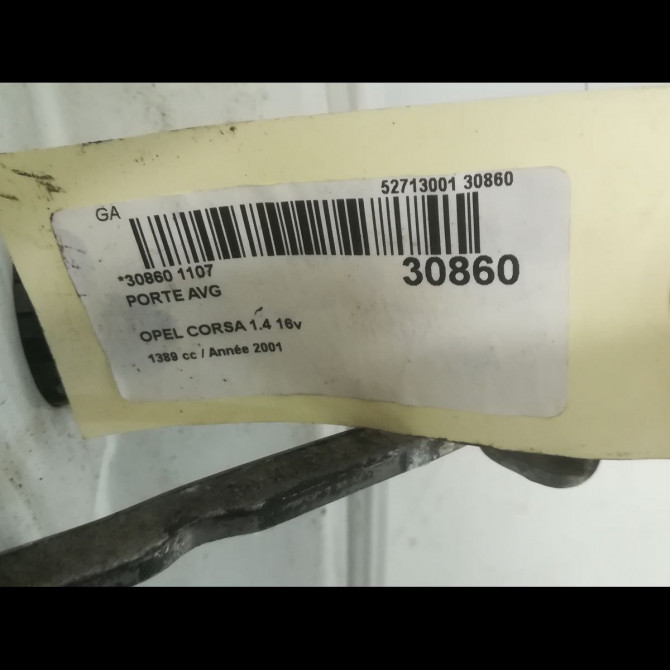 52713001 30860
GA
*30860 1107
30860
PORTE AVG
OPEL CORSA 1.4 16v
1389 cc / Année 2001